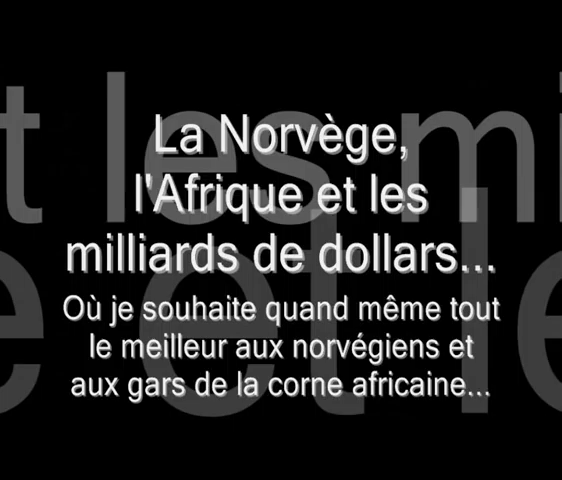 La Norvège,
l'Afrique et les
milliards de dollars...
Où je souhaite quand même tout
le meilleur aux norvégiens et
aux gars de la corne africaine...